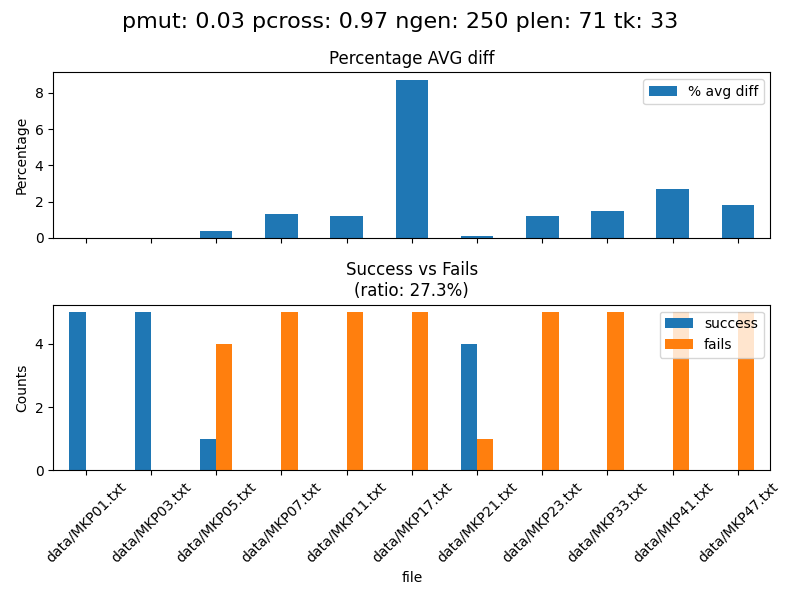 pmut: 0.03 pcross: 0.97 ngen: 250 plen: 71 tk: 33
Percentage AVG diff
% avg diff
Percentage
8
6
4
2
0
Success vs Fails
(ratio: 27.3%)
success
fails
Counts
4
2
0
data/MKP01.txt
data/MKP03.txt
data/MKP05.txt
data/MKP07.txt
data/MKP11.txt
data/MKP17.txt
data/MKP21.txt
data/MKP23.txt
data/MKP33.txt
data/MKP41.txt
data/MKP47.txt
file